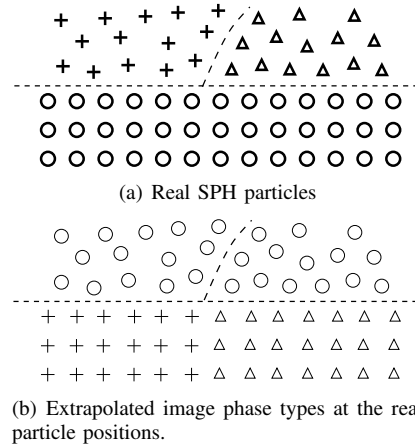 (a) Real SPH particles
(b) Extrapolated image phase types at the real
particle positions.